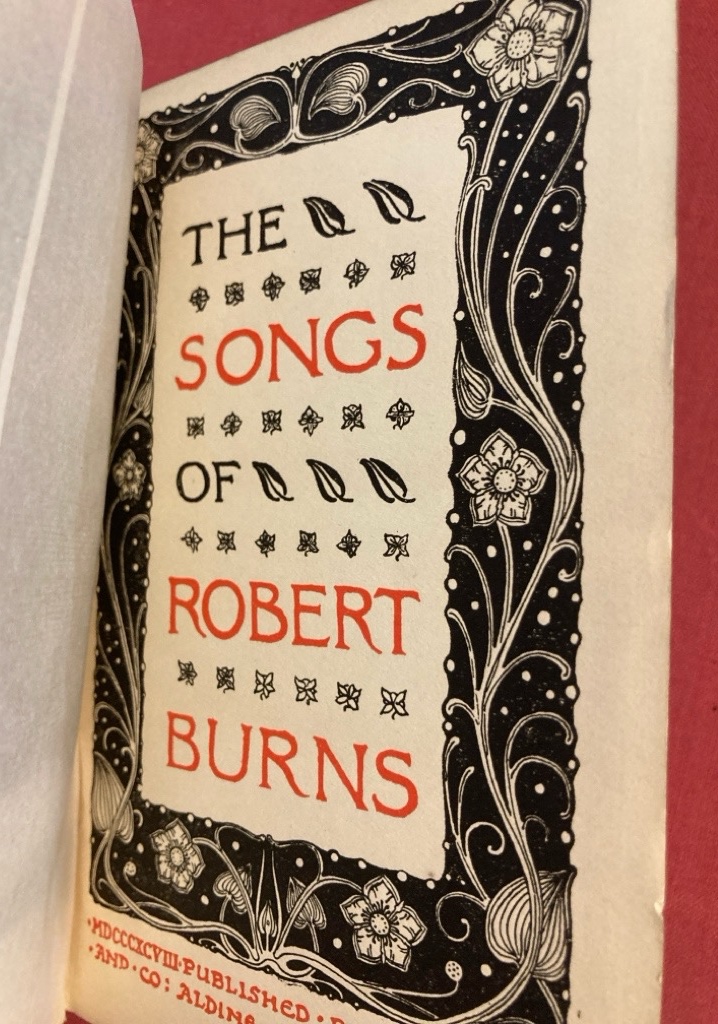 THE
SONGS
OF
ROBERT
BURNS
·MDCCCXCVIII·PUBLISHED·
·AND·CO: ALDINE